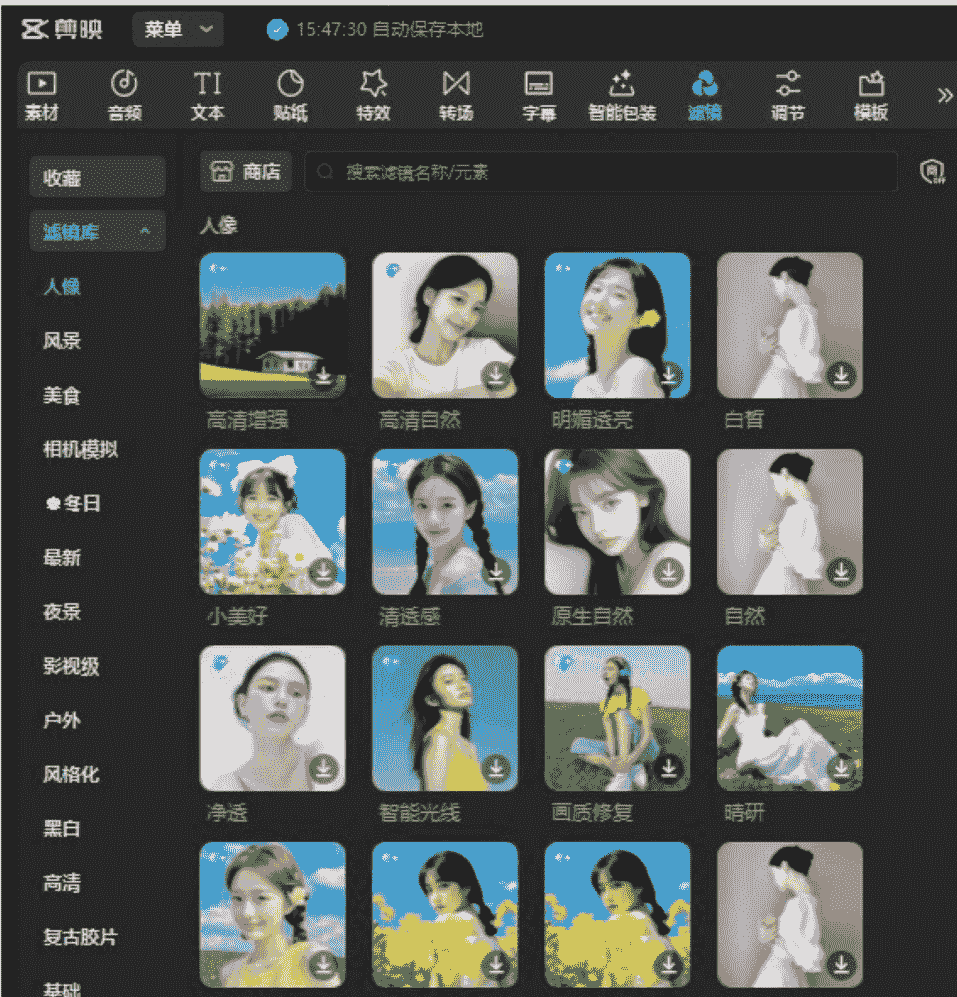 剪映 菜单 15:47:30 自动保存本地
素材 音频 TI 文本 贴纸 特效 转场 字幕 智能包装 滤镜 调节 模板
收藏
滤镜库
人像
风景
美食
相机模拟
冬日
最新
夜景
影视级
户外
风格化
黑白
高清
复古胶片
基础
商店 搜索滤镜名称/元素
人像
高清增强 高清自然 明媚透亮 白皙
小美好 清透感 原生自然 自然
净透 智能光线 画质修复 晴研